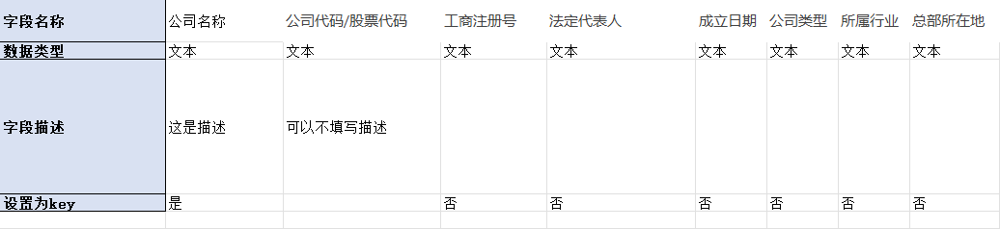 字段名称 公司名称 公司代码/股票代码 工商注册号 法定代表人 成立日期 公司类型 所属行业 总部所在地
数据类型 文本 文本 文本 文本 文本 文本 文本 文本
字段描述 这是描述 可以不填写描述
设置为key 是 否 否 否 否 否 否